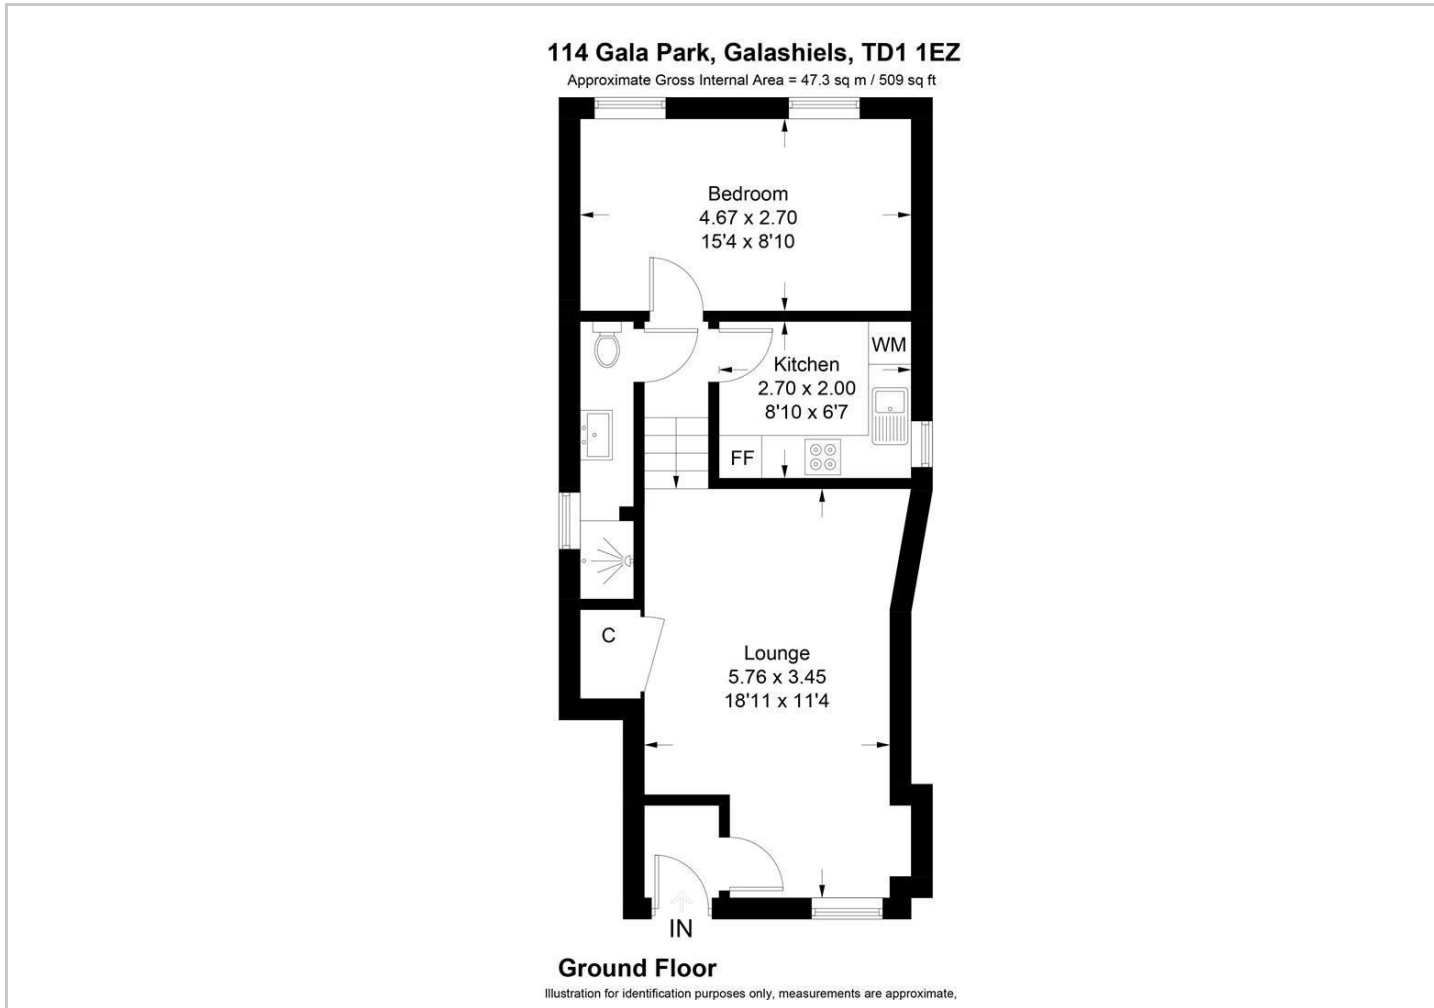 114 Gala Park, Galashiels, TD1 1EZ
Approximate Gross Internal Area = 47.3 sq m / 509 sq ft
Bedroom
4.67 x 2.70
15'4 x 8'10
WM
Kitchen
2.70 x 2.00
8'10 x 6'7
FF
C
Lounge
5.76 x 3.45
18'11 x 11'4
IN
Ground Floor
Illustration for identification purposes only, measurements are approximate,